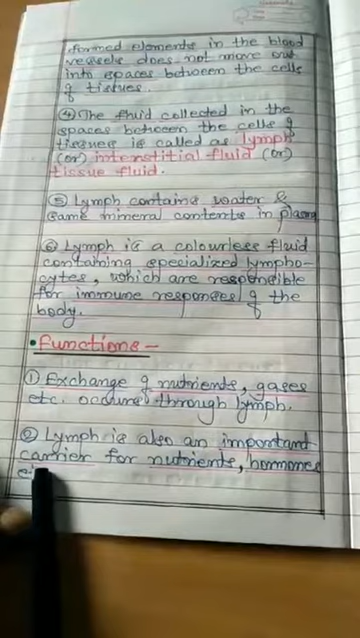 formed elements in the blood
vessels does not move out
into spaces between the cells
of tissues.
④ The fluid collected in the
spaces between the cells of
tissues is called as lymph
(or) interstitial fluid (or)
tissue fluid.
⑤ Lymph contains water &
same mineral contents in plasma
⑥ Lymph is a colourless fluid
containing specialized lympho-
cytes, which are responsible
for immune responses of the
body.
• Functions –
① Exchange of nutrients, gases
etc. occures through lymph.
② Lymph is also an important
carrier for nutrients, hormones